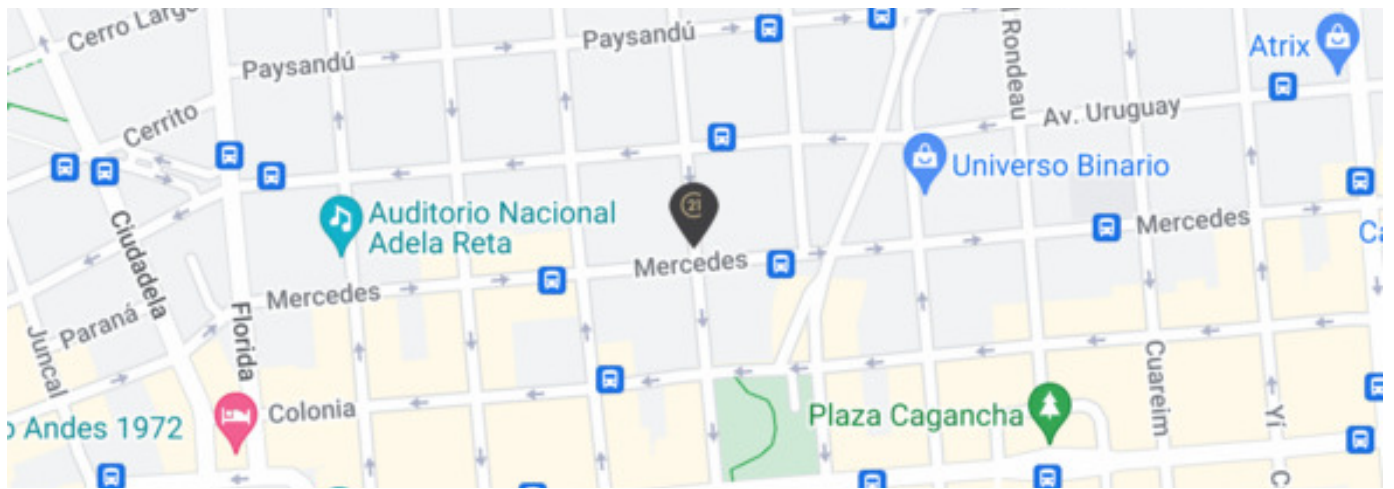 Cerro Largo
Paysandú
Paysandú
Rondeau
Atrix
Cerrito
Av. Uruguay
Universo Binario
Auditorio Nacional
Adela Reta
21
Mercedes
Mercedes
Mercedes
Ciudadela
Paraná
Florida
Juncal
Colonia
Andes 1972
Plaza Cagancha
Cuareim
Yí